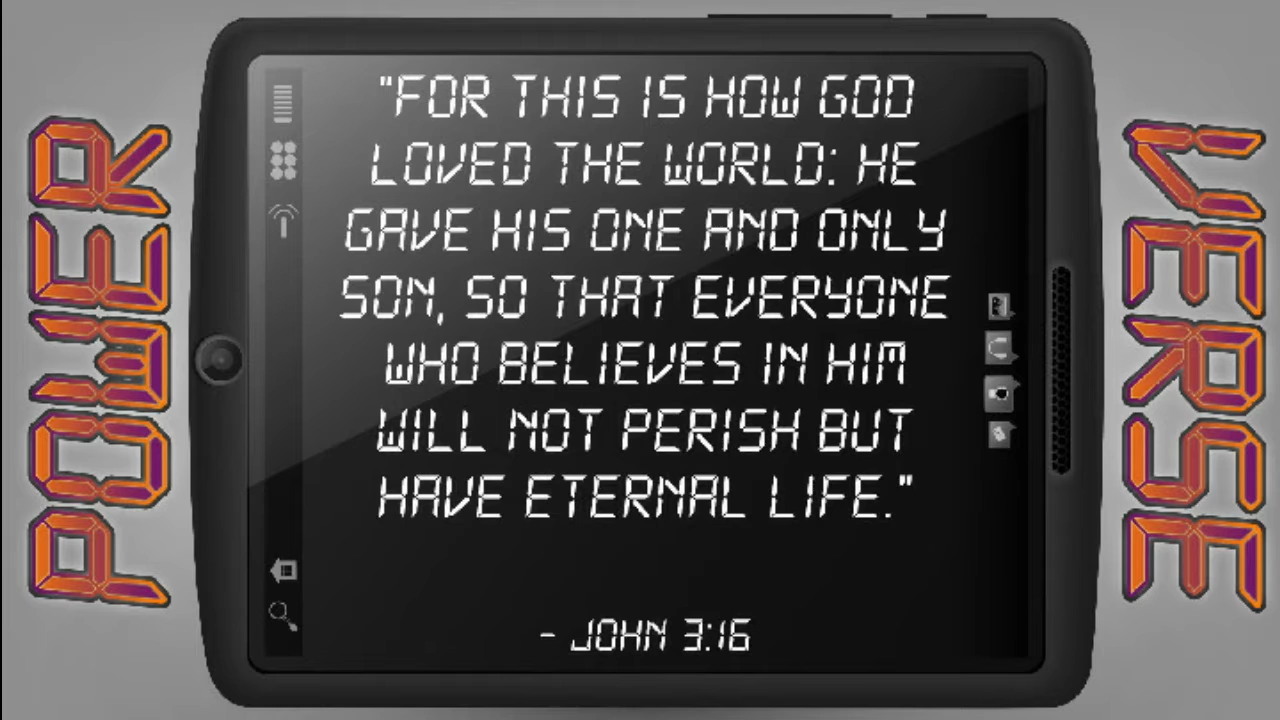 POWER
"FOR THIS IS HOW GOD
LOVED THE WORLD: HE
GAVE HIS ONE AND ONLY
SON, SO THAT EVERYONE
WHO BELIEVES IN HIM
WILL NOT PERISH BUT
HAVE ETERNAL LIFE."
- JOHN 3:16
VERSE